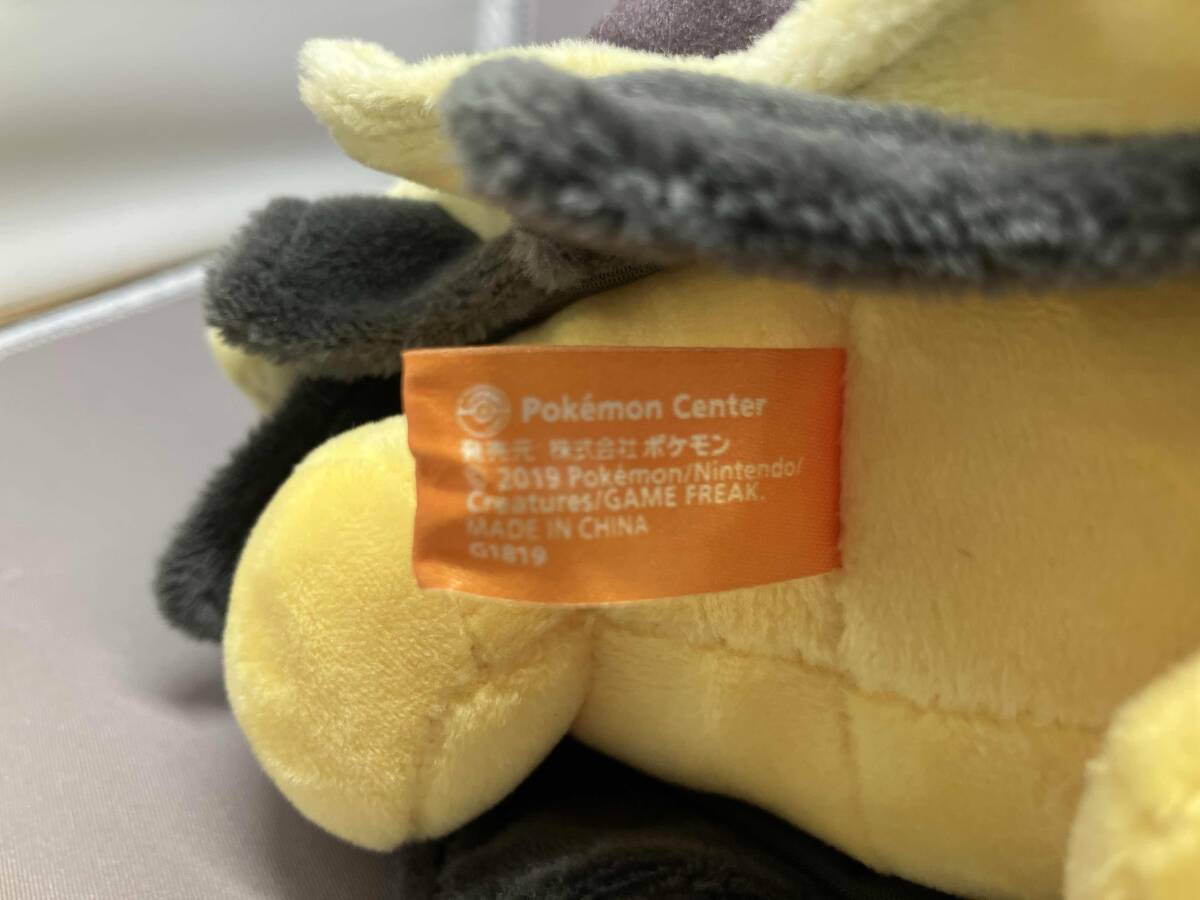 Pokémon Center
発売元 株式会社 ポケモン
© 2019 Pokémon/Nintendo/
Creatures/GAME FREAK.
MADE IN CHINA
G1819